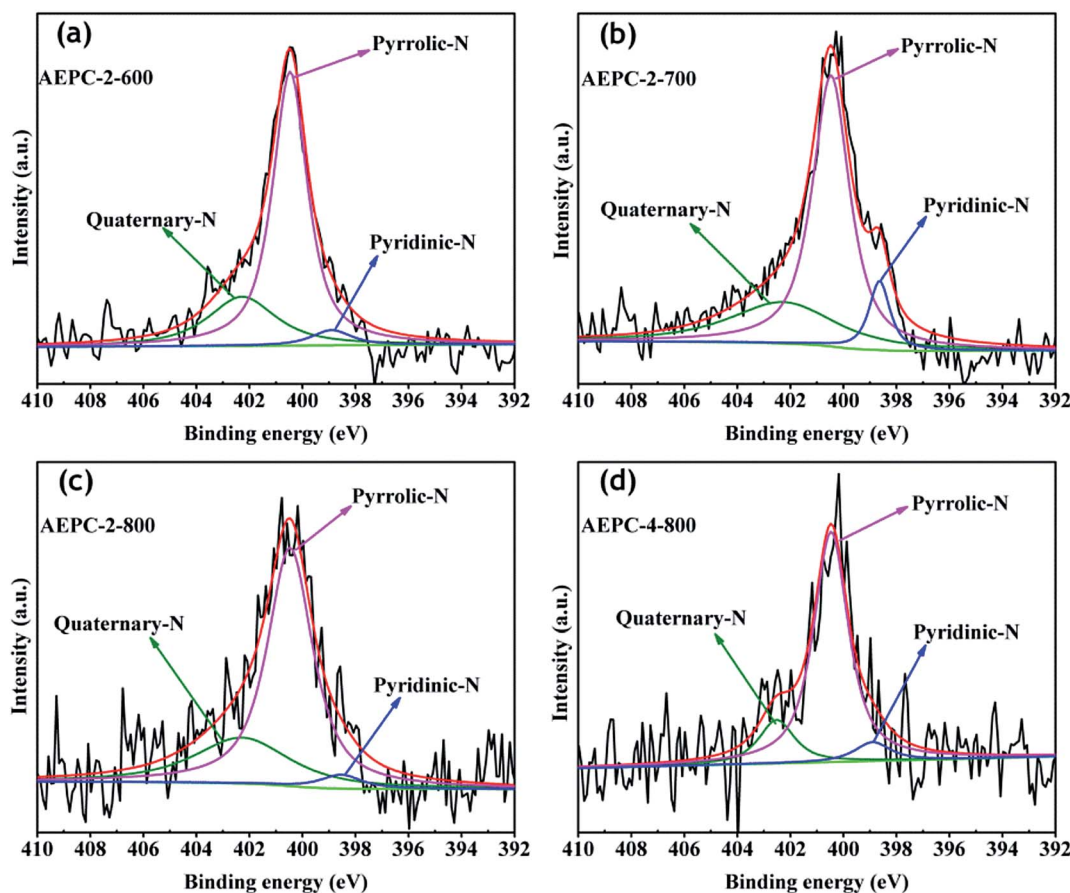 (a)
AEPC-2-600
Pyrrolic-N
Quaternary-N
Pyridinic-N
Intensity (a.u.)
410 408 406 404 402 400 398 396 394 392
Binding energy (eV)
(b)
AEPC-2-700
Pyrrolic-N
Quaternary-N
Pyridinic-N
Intensity (a.u.)
410 408 406 404 402 400 398 396 394 392
Binding energy (eV)
(c)
AEPC-2-800
Pyrrolic-N
Quaternary-N
Pyridinic-N
Intensity (a.u.)
410 408 406 404 402 400 398 396 394 392
Binding energy (eV)
(d)
AEPC-4-800
Pyrrolic-N
Quaternary-N
Pyridinic-N
Intensity (a.u.)
410 408 406 404 402 400 398 396 394 392
Binding energy (eV)